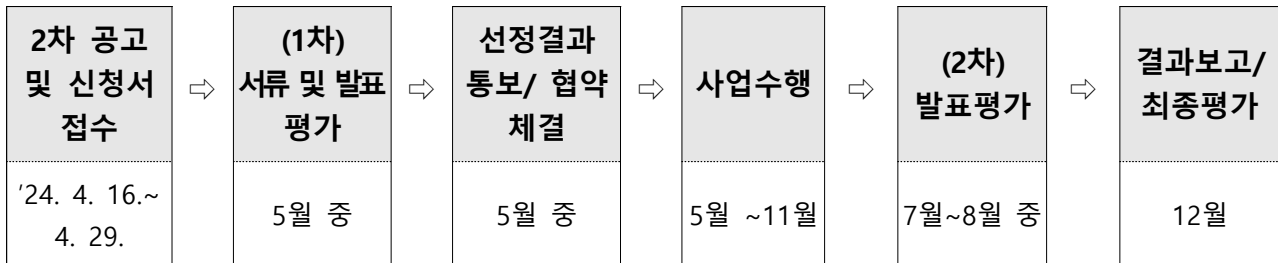 2차 공고
및 신청서
접수
⇨
(1차)
서류 및 발표
평가
⇨
선정결과
통보/ 협약
체결
⇨
사업수행
⇨
(2차)
발표평가
⇨
결과보고/
최종평가
'24. 4. 16.~
4. 29.
5월 중
5월 중
5월 ~11월
7월~8월 중
12월